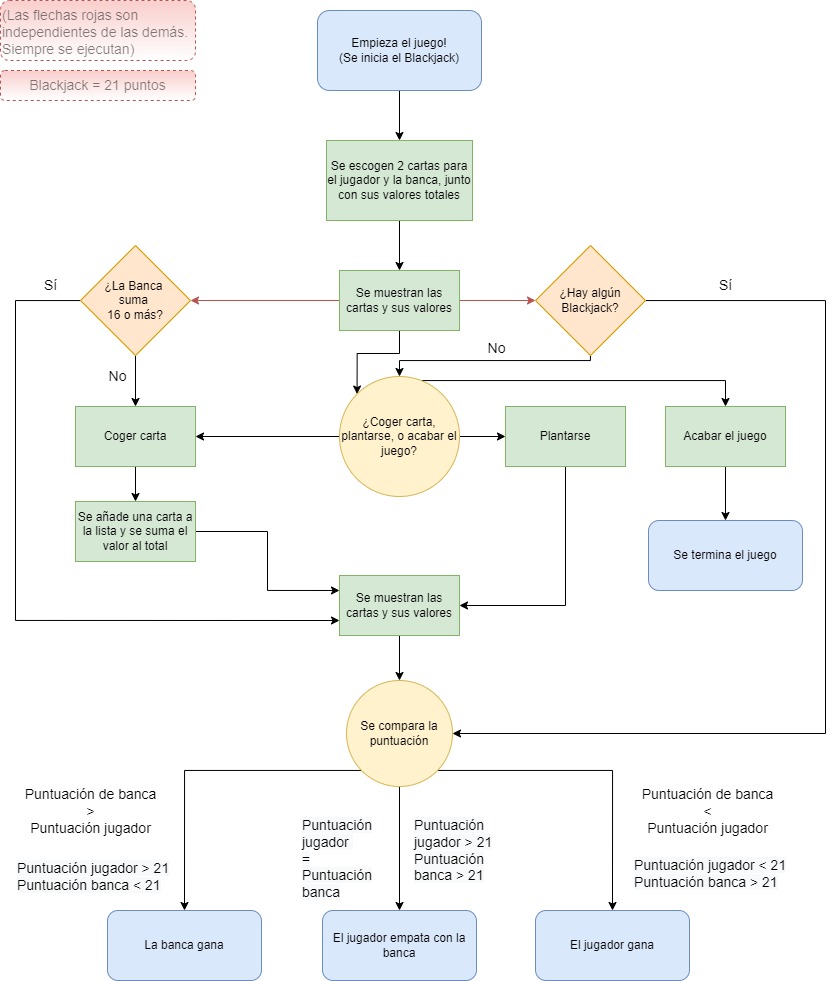 (Las flechas rojas son
independientes de las demás.
Siempre se ejecutan)
Blackjack = 21 puntos
Empieza el juego!
(Se inicia el Blackjack)
Se escogen 2 cartas para
el jugador y la banca, junto
con sus valores totales
Sí
¿La Banca
suma
16 o más?
Se muestran las
cartas y sus valores
¿Hay algún
Blackjack?
Sí
No
No
¿Coger carta,
plantarse, o acabar el
juego?
Coger carta
Plantarse
Acabar el juego
Se añade una carta a
la lista y se suma el
valor al total
Se termina el juego
Se muestran las
cartas y sus valores
Se compara la
puntuación
Puntuación de banca
>
Puntuación jugador
Puntuación jugador > 21
Puntuación banca < 21
Puntuación
jugador
=
Puntuación
banca
Puntuación
jugador > 21
Puntuación
banca > 21
Puntuación de banca
<
Puntuación jugador
Puntuación jugador < 21
Puntuación banca > 21
La banca gana
El jugador empata con la
banca
El jugador gana